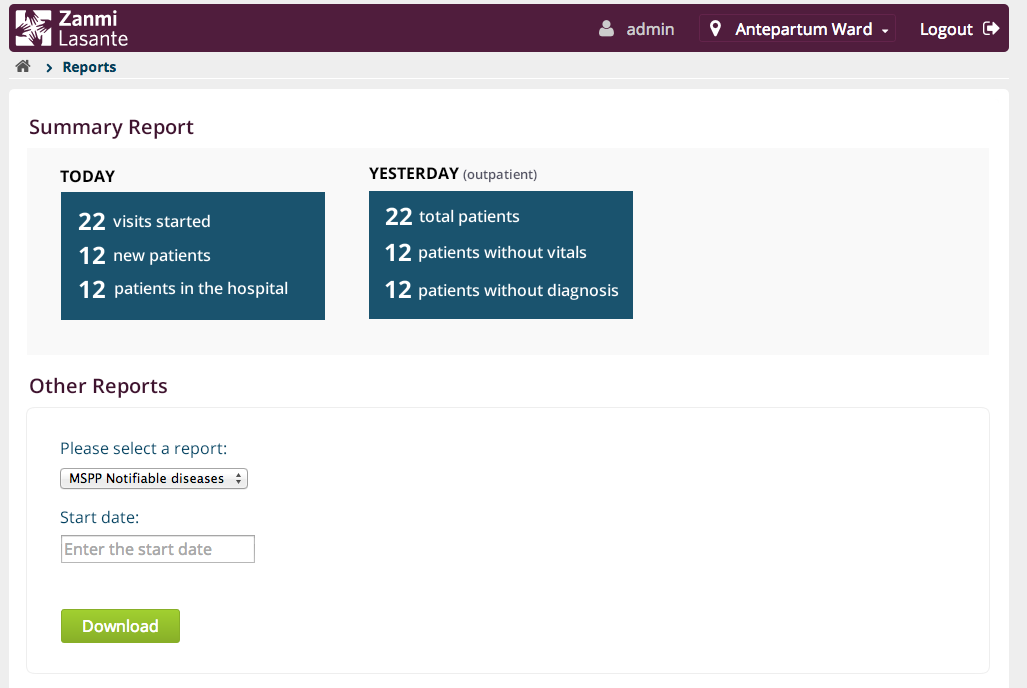 Zanmi
Lasante
admin
Antepartum Ward
Logout
Reports
Summary Report
TODAY
22 visits started
12 new patients
12 patients in the hospital
YESTERDAY (outpatient)
22 total patients
12 patients without vitals
12 patients without diagnosis
Other Reports
Please select a report:
MSPP Notifiable diseases
Start date:
Enter the start date
Download